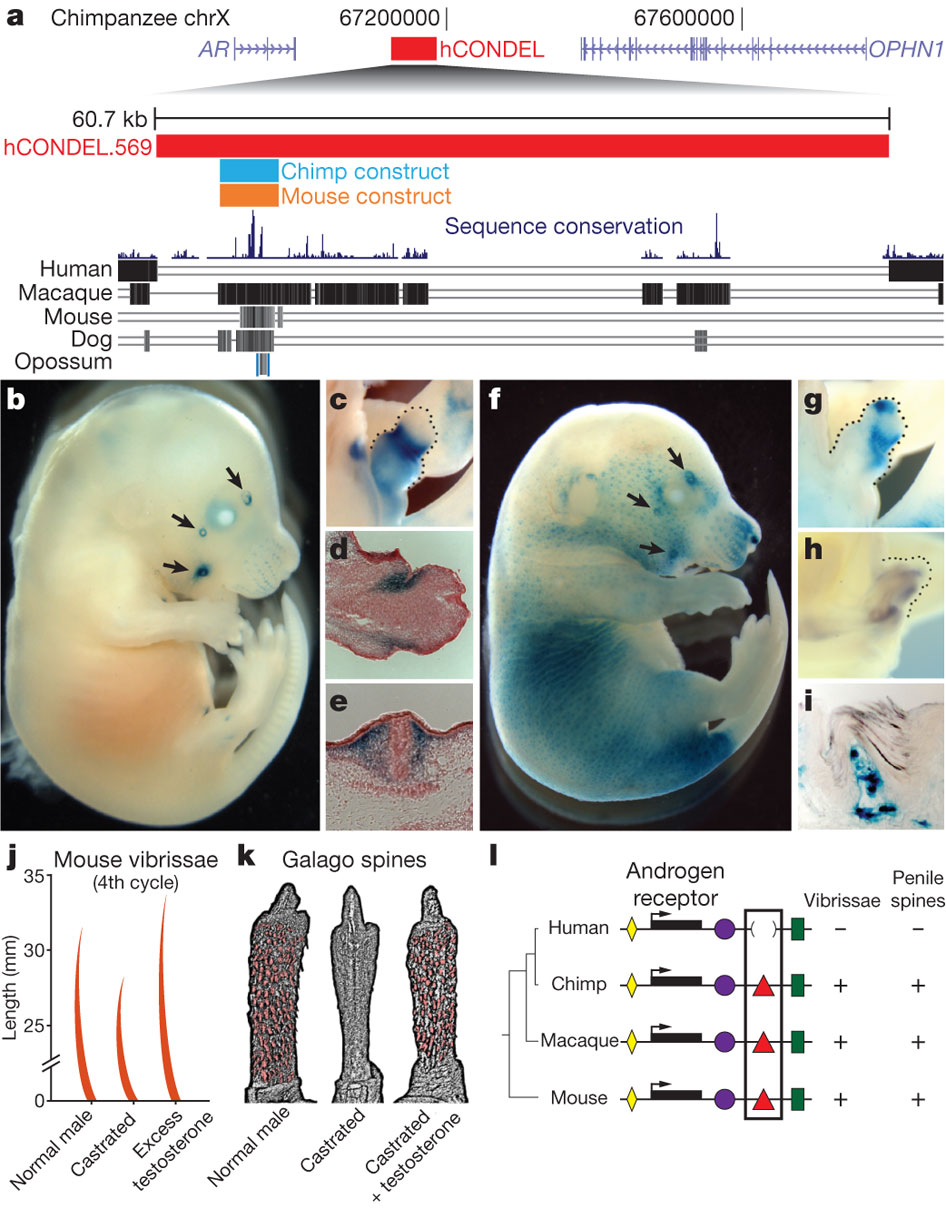 a Chimpanzee chrX 67200000 67600000
AR hCONDEL OPHN1
60.7 kb
hCONDEL.569
Chimp construct
Mouse construct
Sequence conservation
Human
Macaque
Mouse
Dog
Opossum
b c f g
d h
e i
j Mouse vibrissae
(4th cycle)
Length (mm)
35
30
25
0
Normal male
Castrated
Excess
testosterone
k Galago spines
Normal male
Castrated
Castrated
+ testosterone
l
Androgen
receptor
Vibrissae
Penile
spines
Human ( ) − −
Chimp + +
Macaque + +
Mouse + +